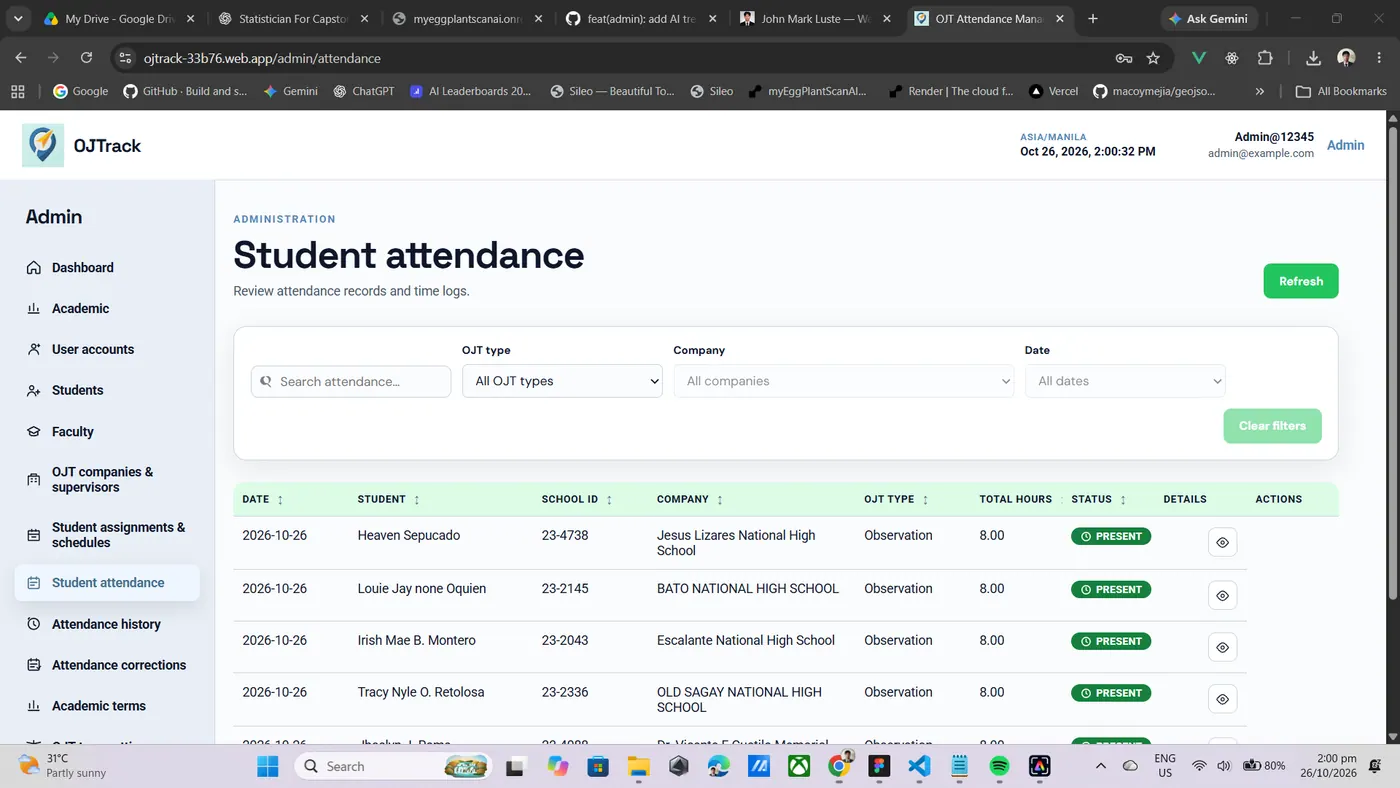 My Drive - Google Dri
Statistician For Capsto
myeggplantscanai.onr
feat(admin): add AI tre
John Mark Luste — W
OJT Attendance Mana
Ask Gemini
ojtrack-33b76.web.app/admin/attendance
Google
GitHub · Build and s...
Gemini
ChatGPT
AI Leaderboards 20...
Sileo — Beautiful To...
Sileo
myEggPlantScanAI...
Render | The cloud f...
Vercel
macoymejia/geojso...
All Bookmarks
OJTrack
ASIA/MANILA
Oct 26, 2026, 2:00:32 PM
Admin@12345
admin@example.com
Admin
Admin
Dashboard
Academic
User accounts
Students
Faculty
OJT companies &
supervisors
Student assignments &
schedules
Student attendance
Attendance history
Attendance corrections
Academic terms
ADMINISTRATION
Student attendance
Review attendance records and time logs.
Refresh
OJT type
Company
Date
Search attendance...
All OJT types
All companies
All dates
Clear filters
DATE STUDENT SCHOOL ID COMPANY OJT TYPE TOTAL HOURS STATUS DETAILS ACTIONS
2026-10-26 Heaven Sepucado 23-4738 Jesus Lizares National High School Observation 8.00 PRESENT
2026-10-26 Louie Jay none Oquien 23-2145 BATO NATIONAL HIGH SCHOOL Observation 8.00 PRESENT
2026-10-26 Irish Mae B. Montero 23-2043 Escalante National High School Observation 8.00 PRESENT
2026-10-26 Tracy Nyle O. Retolosa 23-2336 OLD SAGAY NATIONAL HIGH SCHOOL Observation 8.00 PRESENT
31°C
Partly sunny
Search
ENG
US
80%
2:00 pm
26/10/2026